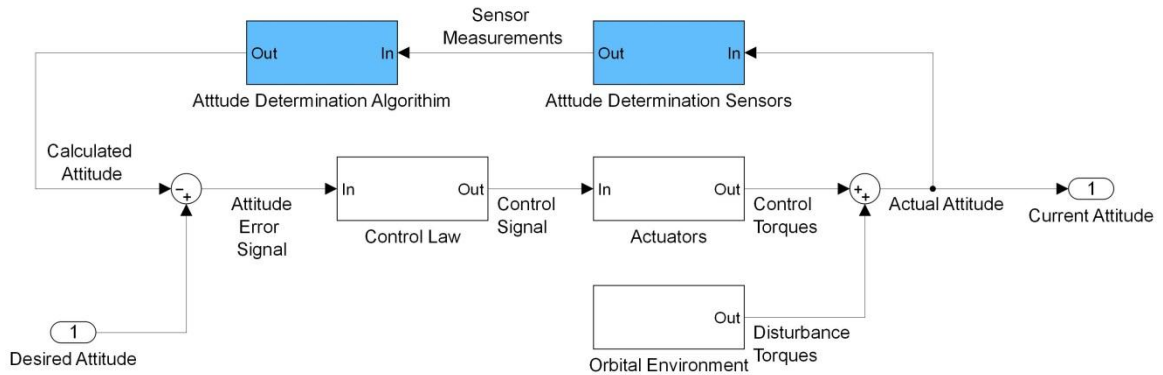 Sensor
Measurements
Out
In
Out
In
Atttude Determination Algorithim
Atttude Determination Sensors
Calculated
Attitude
−
+
Attitude
Error
Signal
In
Out
Control Law
Control
Signal
In
Out
Actuators
Control
Torques
+
+
Actual Attitude
1
Current Attitude
1
Desired Attitude
Out
Orbital Environment
Disturbance
Torques